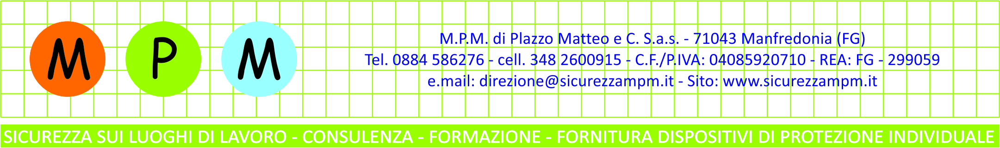 M P M
M.P.M. di Plazzo Matteo e C. S.a.s. - 71043 Manfredonia (FG)
Tel. 0884 586276 - cell. 348 2600915 - C.F./P.IVA: 04085920710 - REA: FG - 299059
e.mail: direzione@sicurezzampm.it - Sito: www.sicurezzampm.it
SICUREZZA SUI LUOGHI DI LAVORO - CONSULENZA - FORMAZIONE - FORNITURA DISPOSITIVI DI PROTEZIONE INDIVIDUALE